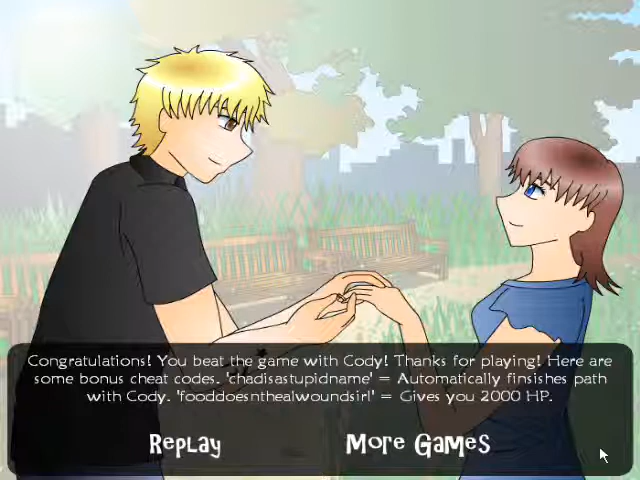 Congratulations! You beat the game with Cody! Thanks for playing! Here are
some bonus cheat codes. 'chadisastupidname' = Automatically finsishes path
with Cody. 'fooddoesnthealwoundsirl' = Gives you 2000 HP.
Replay More Games